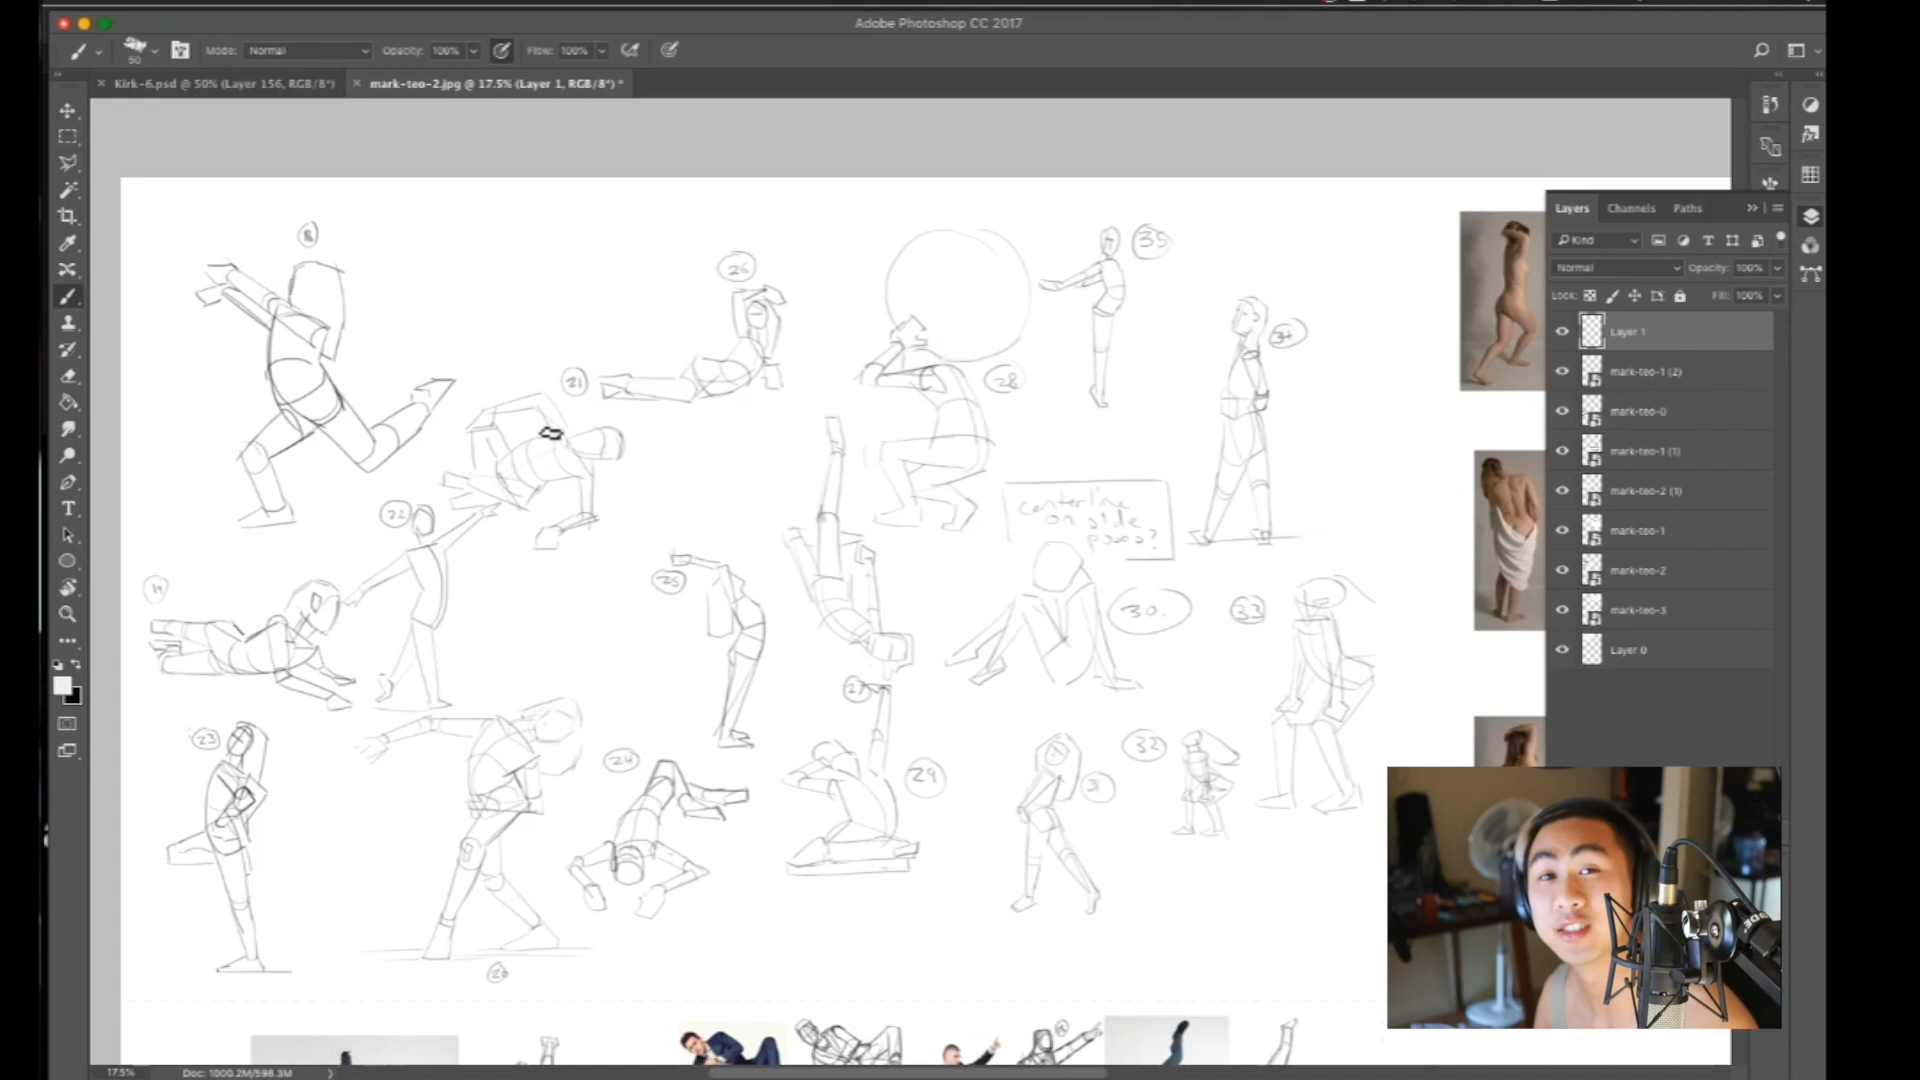 Adobe Photoshop CC 2017
50
Mode: Normal
Opacity: 100%
Flow: 100%
Kirk-6.psd @ 50% (Layer 156, RGB/8*)
mark-teo-2.jpg @ 17.5% (Layer 1, RGB/8*) *
Layers
Channels
Paths
Kind
Normal
Opacity: 100%
Lock:
Fill: 100%
Layer 1
mark-teo-1 (2)
mark-teo-0
mark-teo-1 (1)
mark-teo-2 (1)
mark-teo-1
mark-teo-2
mark-teo-3
Layer 0
26
35
34
21
28
22
centerline
on side
poses?
25
30.
33
19
27
23
24
29
31
32
20
17.5%
Doc: 1000.2M/598.3M